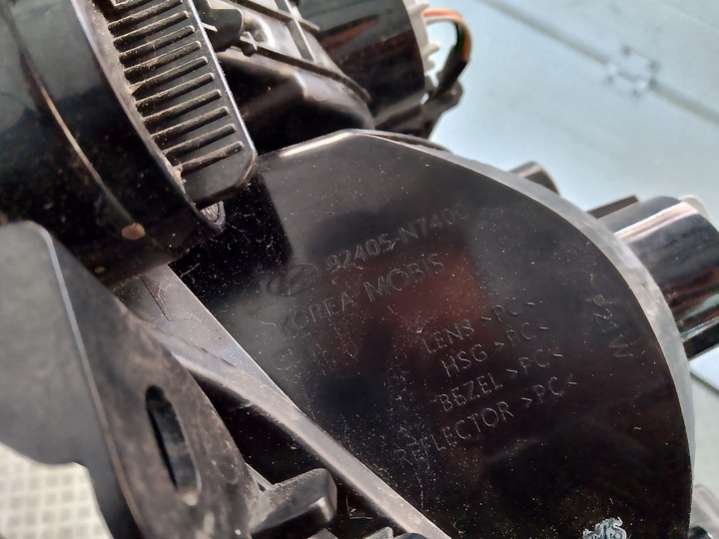 92405-N7400
KOREA MOBIS
LENS >PC<
HSG >PC<
BEZEL >PC<
REFLECTOR >PC<